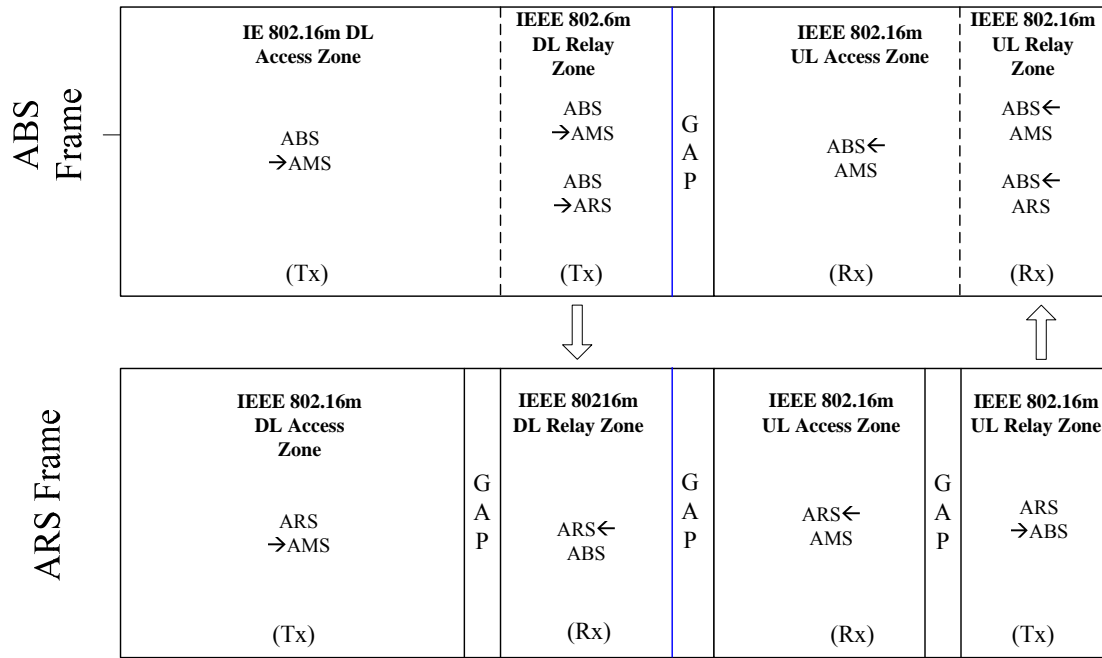 ABS
Frame
IE 802.16m DL
Access Zone
ABS
→AMS
(Tx)
IEEE 802.6m
DL Relay
Zone
ABS
→AMS
ABS
→ARS
(Tx)
G
A
P
IEEE 802.16m
UL Access Zone
ABS←
AMS
(Rx)
IEEE 802.16m
UL Relay
Zone
ABS←
AMS
ABS←
ARS
(Rx)
ARS Frame
IEEE 802.16m
DL Access
Zone
ARS
→AMS
(Tx)
G
A
P
IEEE 80216m
DL Relay Zone
ARS←
ABS
(Rx)
G
A
P
IEEE 802.16m
UL Access Zone
ARS←
AMS
(Rx)
G
A
P
IEEE 802.16m
UL Relay Zone
ARS
→ABS
(Tx)